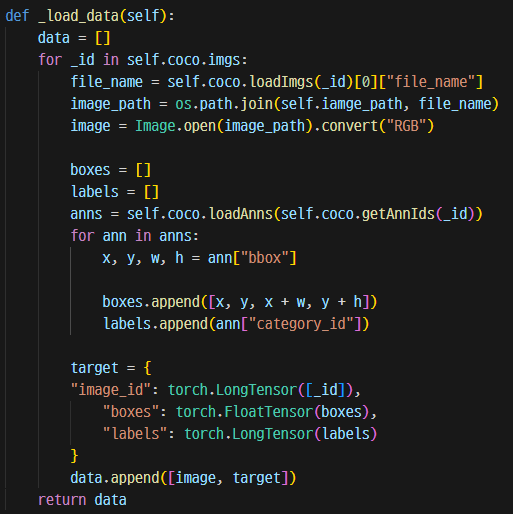 def _load_data(self):
    data = []
    for _id in self.coco.imgs:
        file_name = self.coco.loadImgs(_id)[0]["file_name"]
        image_path = os.path.join(self.iamge_path, file_name)
        image = Image.open(image_path).convert("RGB")

        boxes = []
        labels = []
        anns = self.coco.loadAnns(self.coco.getAnnIds(_id))
        for ann in anns:
            x, y, w, h = ann["bbox"]

            boxes.append([x, y, x + w, y + h])
            labels.append(ann["category_id"])

        target = {
        "image_id": torch.LongTensor([_id]),
            "boxes": torch.FloatTensor(boxes),
            "labels": torch.LongTensor(labels)
        }
        data.append([image, target])
    return data